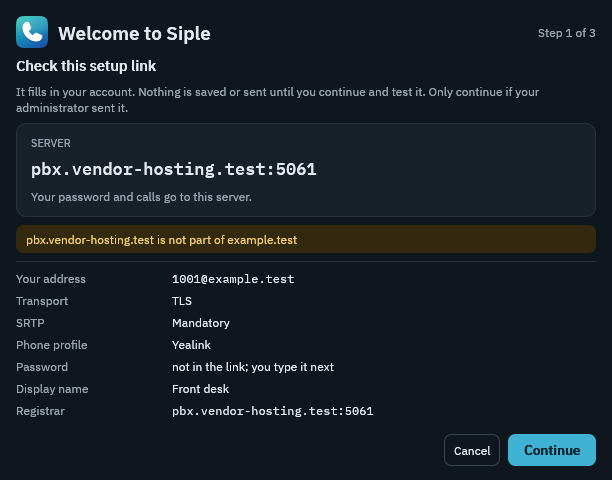 Welcome to Siple
Step 1 of 3
Check this setup link
It fills in your account. Nothing is saved or sent until you continue and test it. Only continue if your
administrator sent it.
SERVER
pbx.vendor-hosting.test:5061
Your password and calls go to this server.
pbx.vendor-hosting.test is not part of example.test
Your address 1001@example.test
Transport TLS
SRTP Mandatory
Phone profile Yealink
Password not in the link; you type it next
Display name Front desk
Registrar pbx.vendor-hosting.test:5061
Cancel Continue